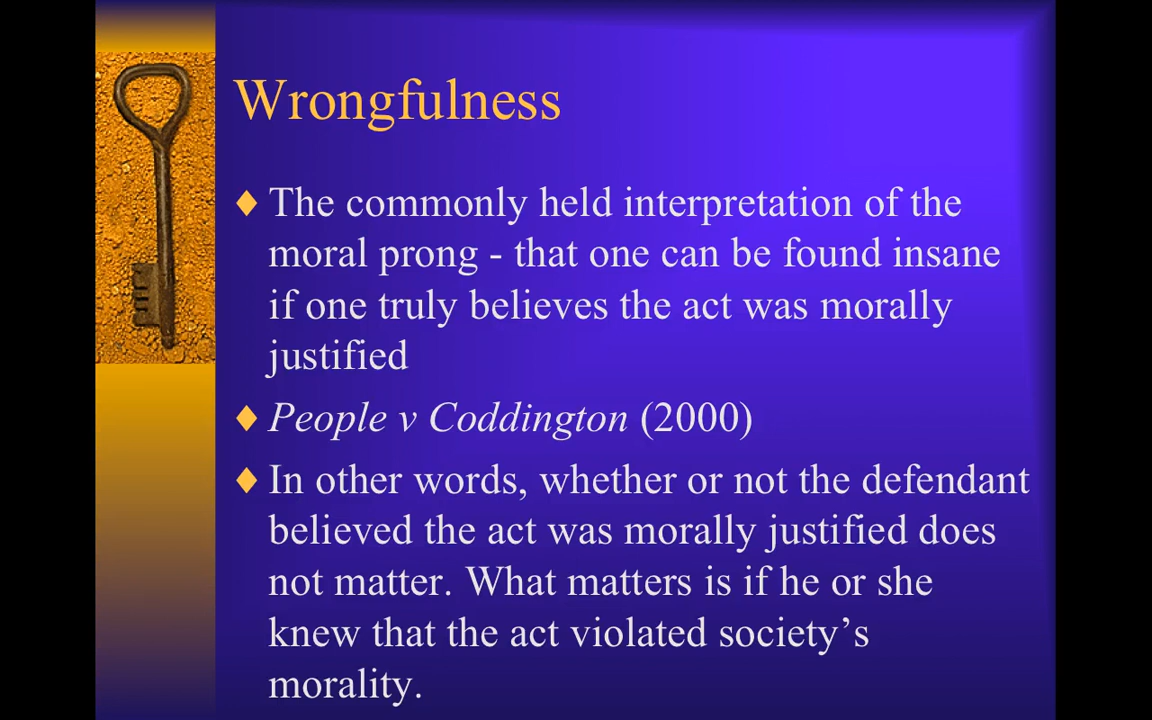 Wrongfulness
The commonly held interpretation of the
moral prong - that one can be found insane
if one truly believes the act was morally
justified
People v Coddington (2000)
In other words, whether or not the defendant
believed the act was morally justified does
not matter. What matters is if he or she
knew that the act violated society’s
morality.